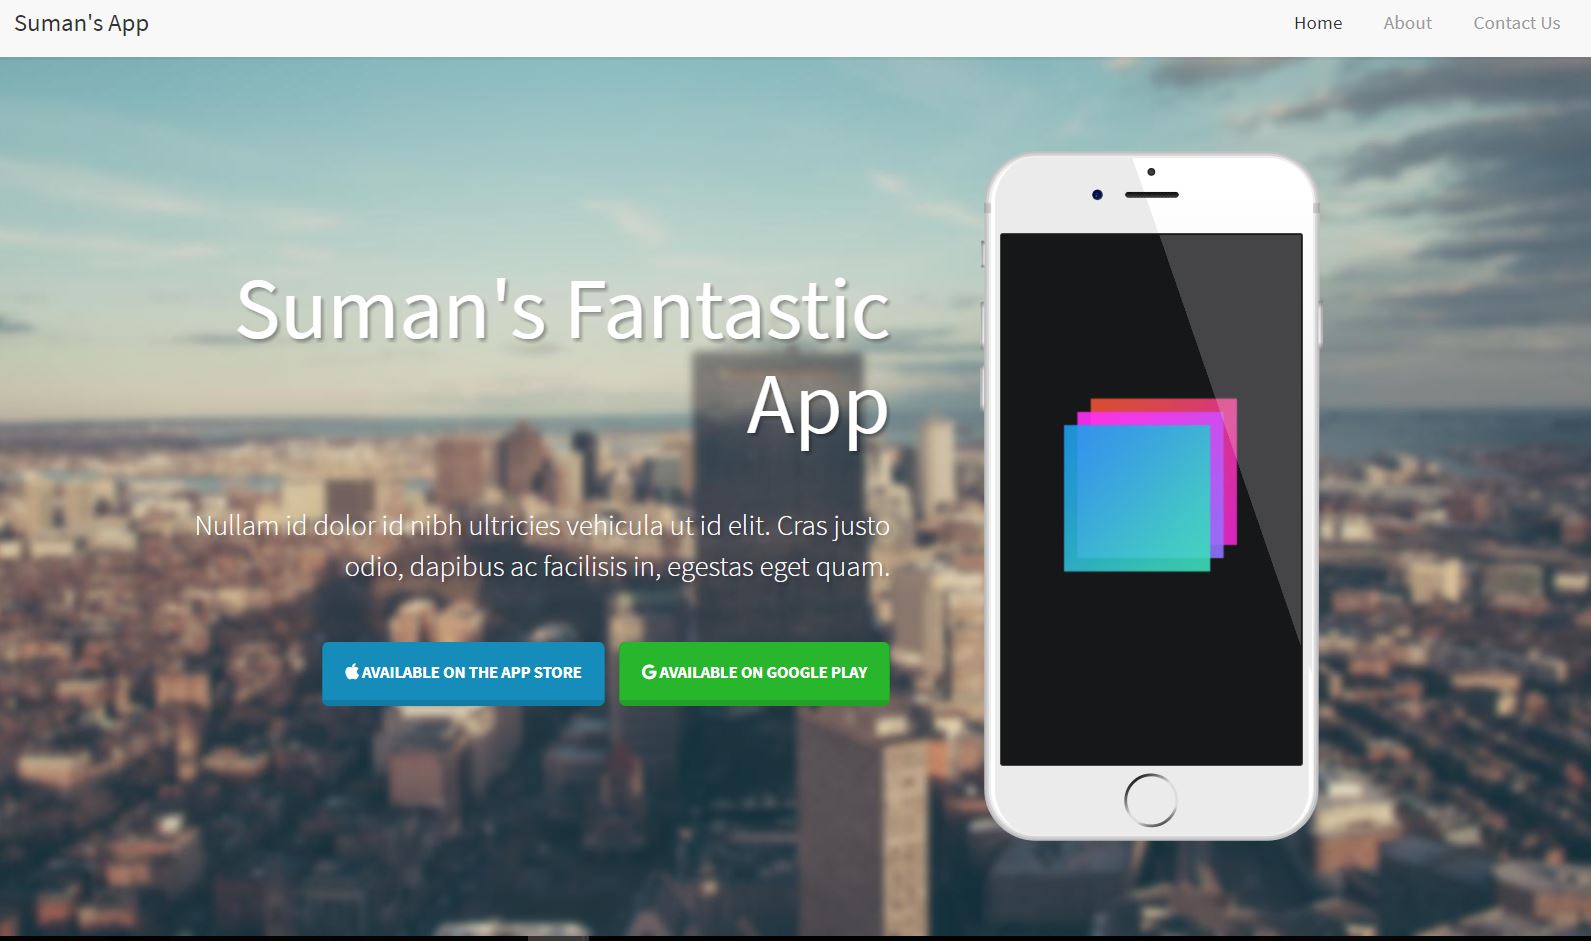 Suman's App
Home
About
Contact Us
Suman's Fantastic
App
Nullam id dolor id nibh ultricies vehicula ut id elit. Cras justo
odio, dapibus ac facilisis in, egestas eget quam.
AVAILABLE ON THE APP STORE
AVAILABLE ON GOOGLE PLAY